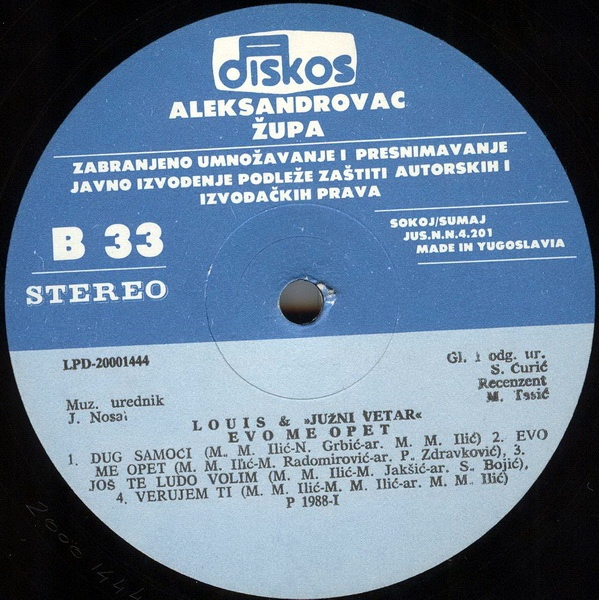 diskos
ALEKSANDROVAC
ŽUPA
ZABRANJENO UMNOŽAVANJE I PRESNIMAVANJE
JAVNO IZVOĐENJE PODLEŽE ZAŠTITI AUTORSKIH I
IZVOĐAČKIH PRAVA
B 33
STEREO
SOKOJ/SUMAJ
JUS.N.N.4.201
MADE IN YUGOSLAVIA
LPD-20001444
Muz. urednik
J. Nosai
Gl. i odg. ur.
S. Ćurić
Recenzent
M. Tasić
LOUIS & »JUŽNI VETAR«
EVO ME OPET
1. DUG SAMOĆI (M. M. Ilić-N. Grbić-ar. M. M. Ilić) 2. EVO
ME OPET (M. M. Ilić-M. Radomirović-ar. P. Zdravković), 3.
JOŠ TE LUDO VOLIM (M. M. Ilić-M. Jakšić-ar. S. Bojić),
4. VERUJEM TI (M. M. Ilić-M. M. Ilić-ar. M. M. Ilić)
P 1988-I
2000 1444